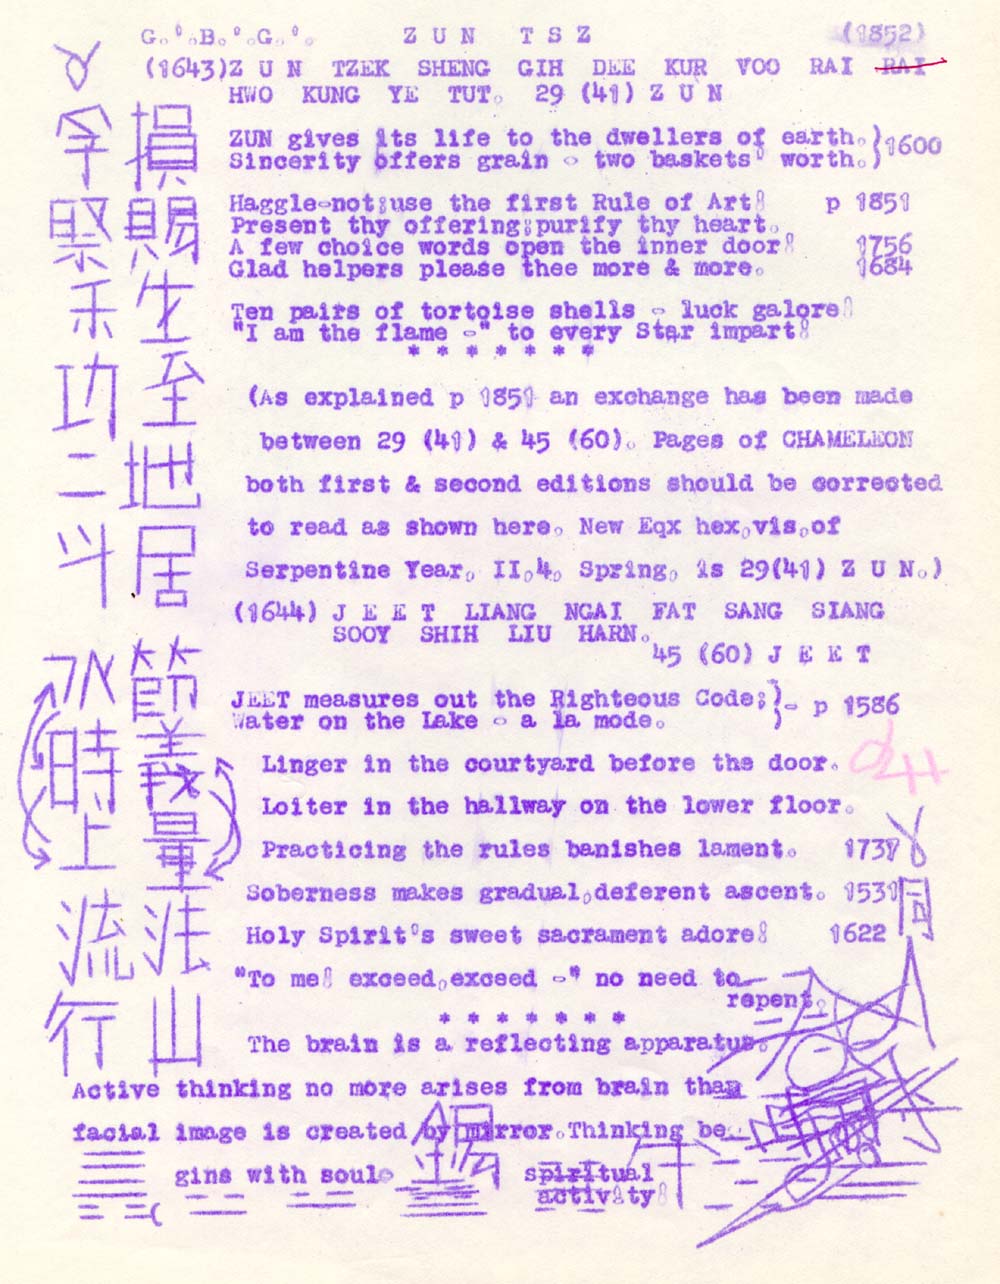 G.°.B.°.G.°. ZUN TSZ (1852)
(1643) Z U N TZEK SHENG GIH DEE KUR VOO RAI RAI
HWO KUNG YE TUT. 29 (41) Z U N
損賜生至地居
孚禾功二斗
ZUN gives its life to the dwellers of earth.
Sincerity offers grain - two baskets' worth. } 1600
Haggle-not;use the first Rule of Art! p 1851
Present thy offering;purify thy heart.
A few choice words open the inner door! 1756
Glad helpers please thee more & more. 1684
Ten pairs of tortoise shells - luck galore!
"I am the flame -" to every Star impart!
* * * * * * *
(As explained p 1851 an exchange has been made
between 29 (41) & 45 (60). Pages of CHAMELEON
both first & second editions should be corrected
to read as shown here. New Eqx hex,vis,of
Serpentine Year, II,4, Spring, is 29(41) Z U N.)
(1644) J E E T LIANG NGAI FAT SANG SIANG
SOOY SHIH LIU HARN.
45 (60) J E E T
節義量法山
水時上流行
JEET measures out the Righteous Code;
Water on the Lake - a la mode. }- p 1586
Linger in the courtyard before the door.
Loiter in the hallway on the lower floor.
Practicing the rules banishes lament. 1737
Soberness makes gradual,deferent ascent. 1531
同
Holy Spirit's sweet sacrament adore! 1622
"To me! exceed,exceed -" no need to
repent.
* * * * * * *
The brain is a reflecting apparatus.
Active thinking no more arises from brain than
facial image is created by mirror.Thinking be-
gins with soul- spiritual
activity!